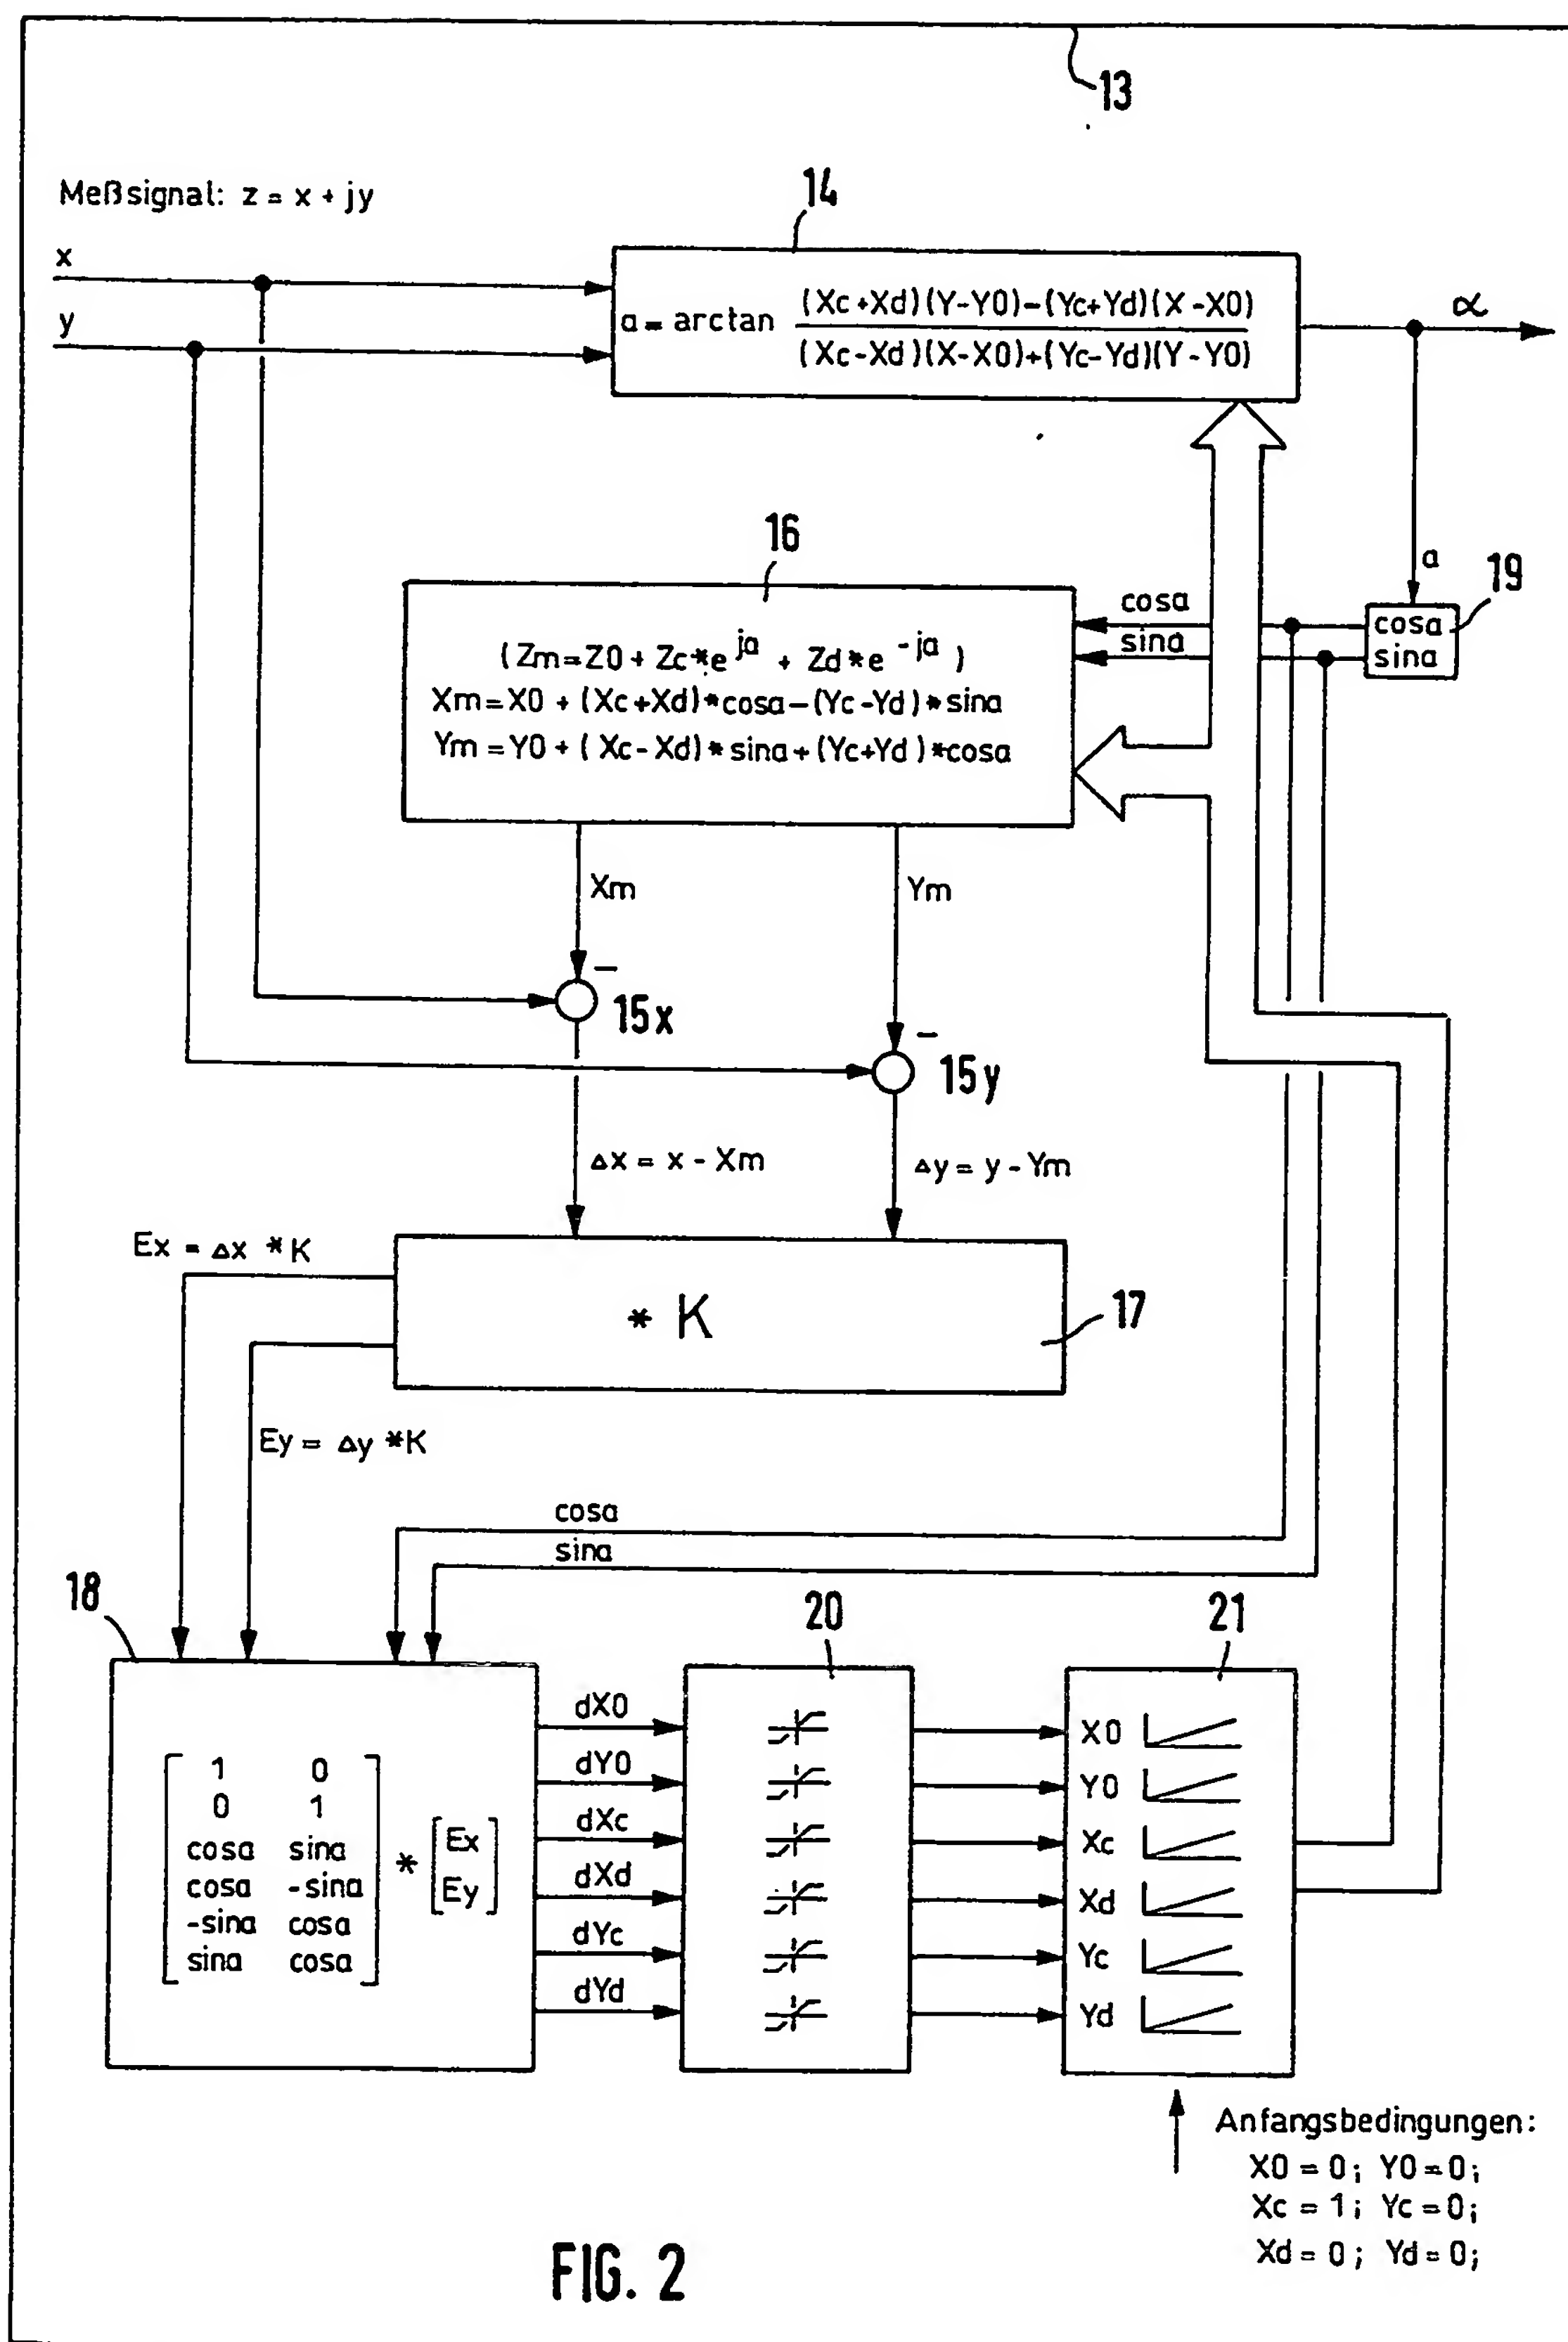 13
Meßsignal: z = x + jy
14
x
y
a = arctan (Xc+Xd)(Y-Y0)-(Yc+Yd)(X-X0)
(Xc-Xd)(X-X0)+(Yc-Yd)(Y-Y0)
α
16
a
19
cosa
sina
cosa
sina
(Zm=Z0 + Zc*e ja + Zd*e -ja)
Xm=X0 + (Xc+Xd)*cosa-(Yc-Yd)*sina
Ym=Y0 + (Xc-Xd)*sina+(Yc+Yd)*cosa
Xm
Ym
−
15x
−
15y
Δx = x - Xm
Δy = y - Ym
Ex = Δx *K
* K
17
Ey = Δy *K
cosa
sina
18
20
21
1 0
0 1
cosa sina
cosa -sina
-sina cosa
sina cosa
*
Ex
Ey
dX0
dY0
dXc
dXd
dYc
dYd
X0
Y0
Xc
Xd
Yc
Yd
Anfangsbedingungen:
X0 = 0; Y0 = 0;
Xc = 1; Yc = 0;
Xd = 0; Yd = 0;
FIG. 2